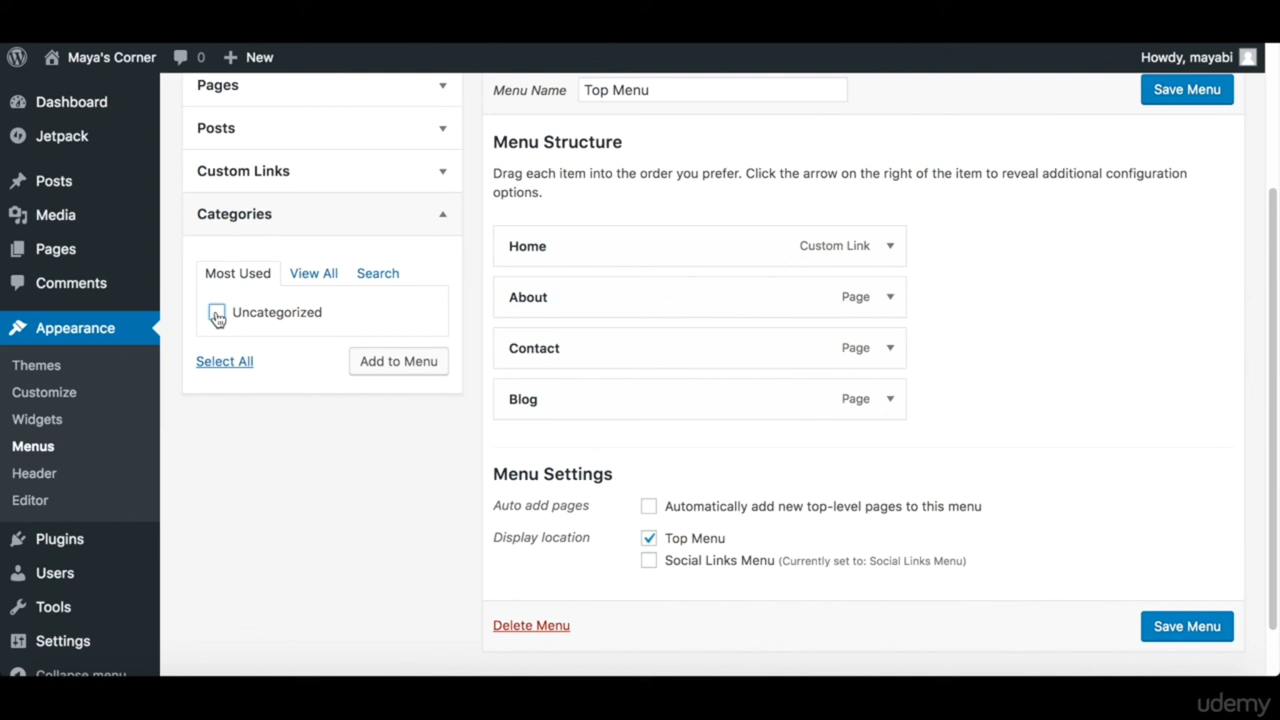 Maya's Corner
0
New
Howdy, mayabi
Dashboard
Jetpack
Posts
Media
Pages
Comments
Appearance
Themes
Customize
Widgets
Menus
Header
Editor
Plugins
Users
Tools
Settings
Collapse menu
Pages
Posts
Custom Links
Categories
Most Used View All Search
Uncategorized
Select All Add to Menu
Menu Name Top Menu Save Menu
Menu Structure
Drag each item into the order you prefer. Click the arrow on the right of the item to reveal additional configuration
options.
Home Custom Link
About Page
Contact Page
Blog Page
Menu Settings
Auto add pages Automatically add new top-level pages to this menu
Display location Top Menu
Social Links Menu (Currently set to: Social Links Menu)
Delete Menu Save Menu
udemy